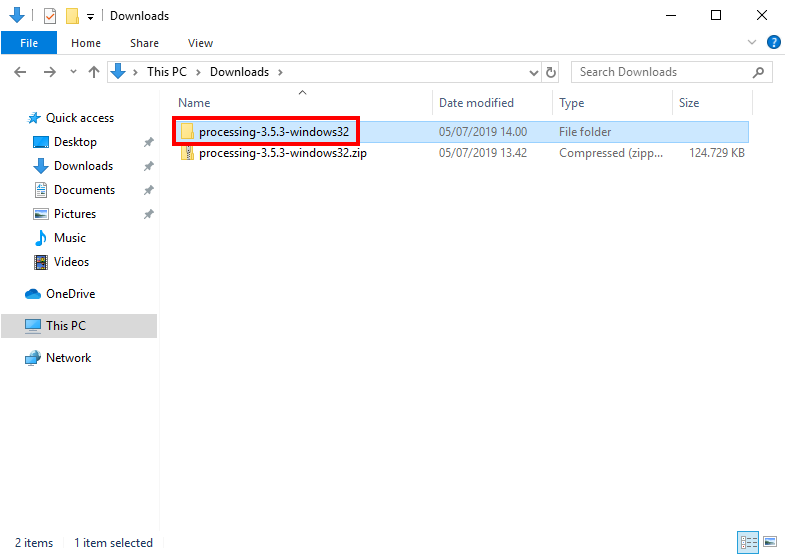 Downloads
File Home Share View
This PC Downloads Search Downloads
Name Date modified Type Size
Quick access
processing-3.5.3-windows32 05/07/2019 14.00 File folder
Desktop
processing-3.5.3-windows32.zip 05/07/2019 13.42 Compressed (zipp... 124.729 KB
Downloads
Documents
Pictures
Music
Videos
OneDrive
This PC
Network
2 items 1 item selected